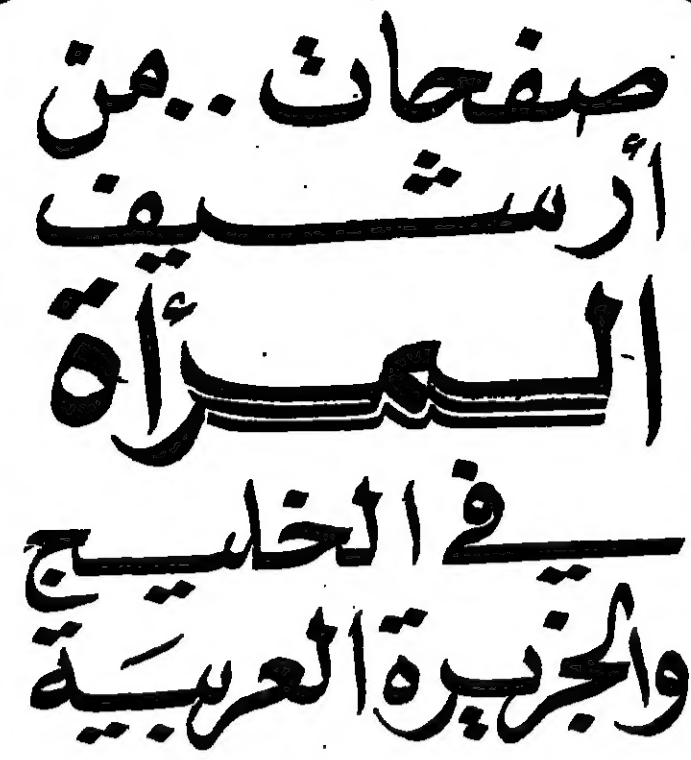 صفحات .. من
أرشيف
المرأة
في الخليج
والجزيرة العربية